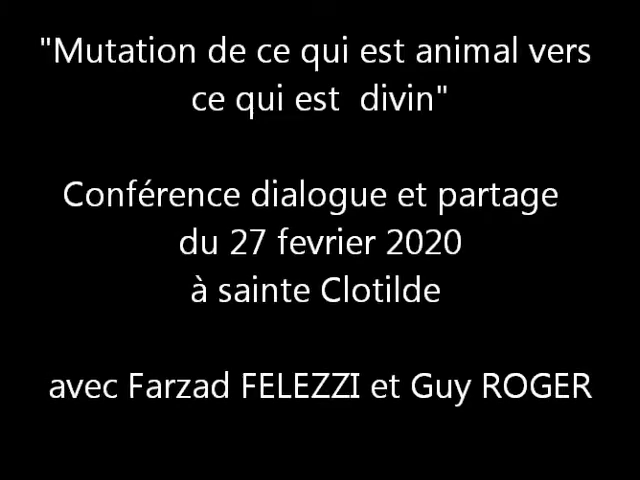 "Mutation de ce qui est animal vers
ce qui est  divin"
Conférence dialogue et partage
du 27 fevrier 2020
à sainte Clotilde
avec Farzad FELEZZI et Guy ROGER